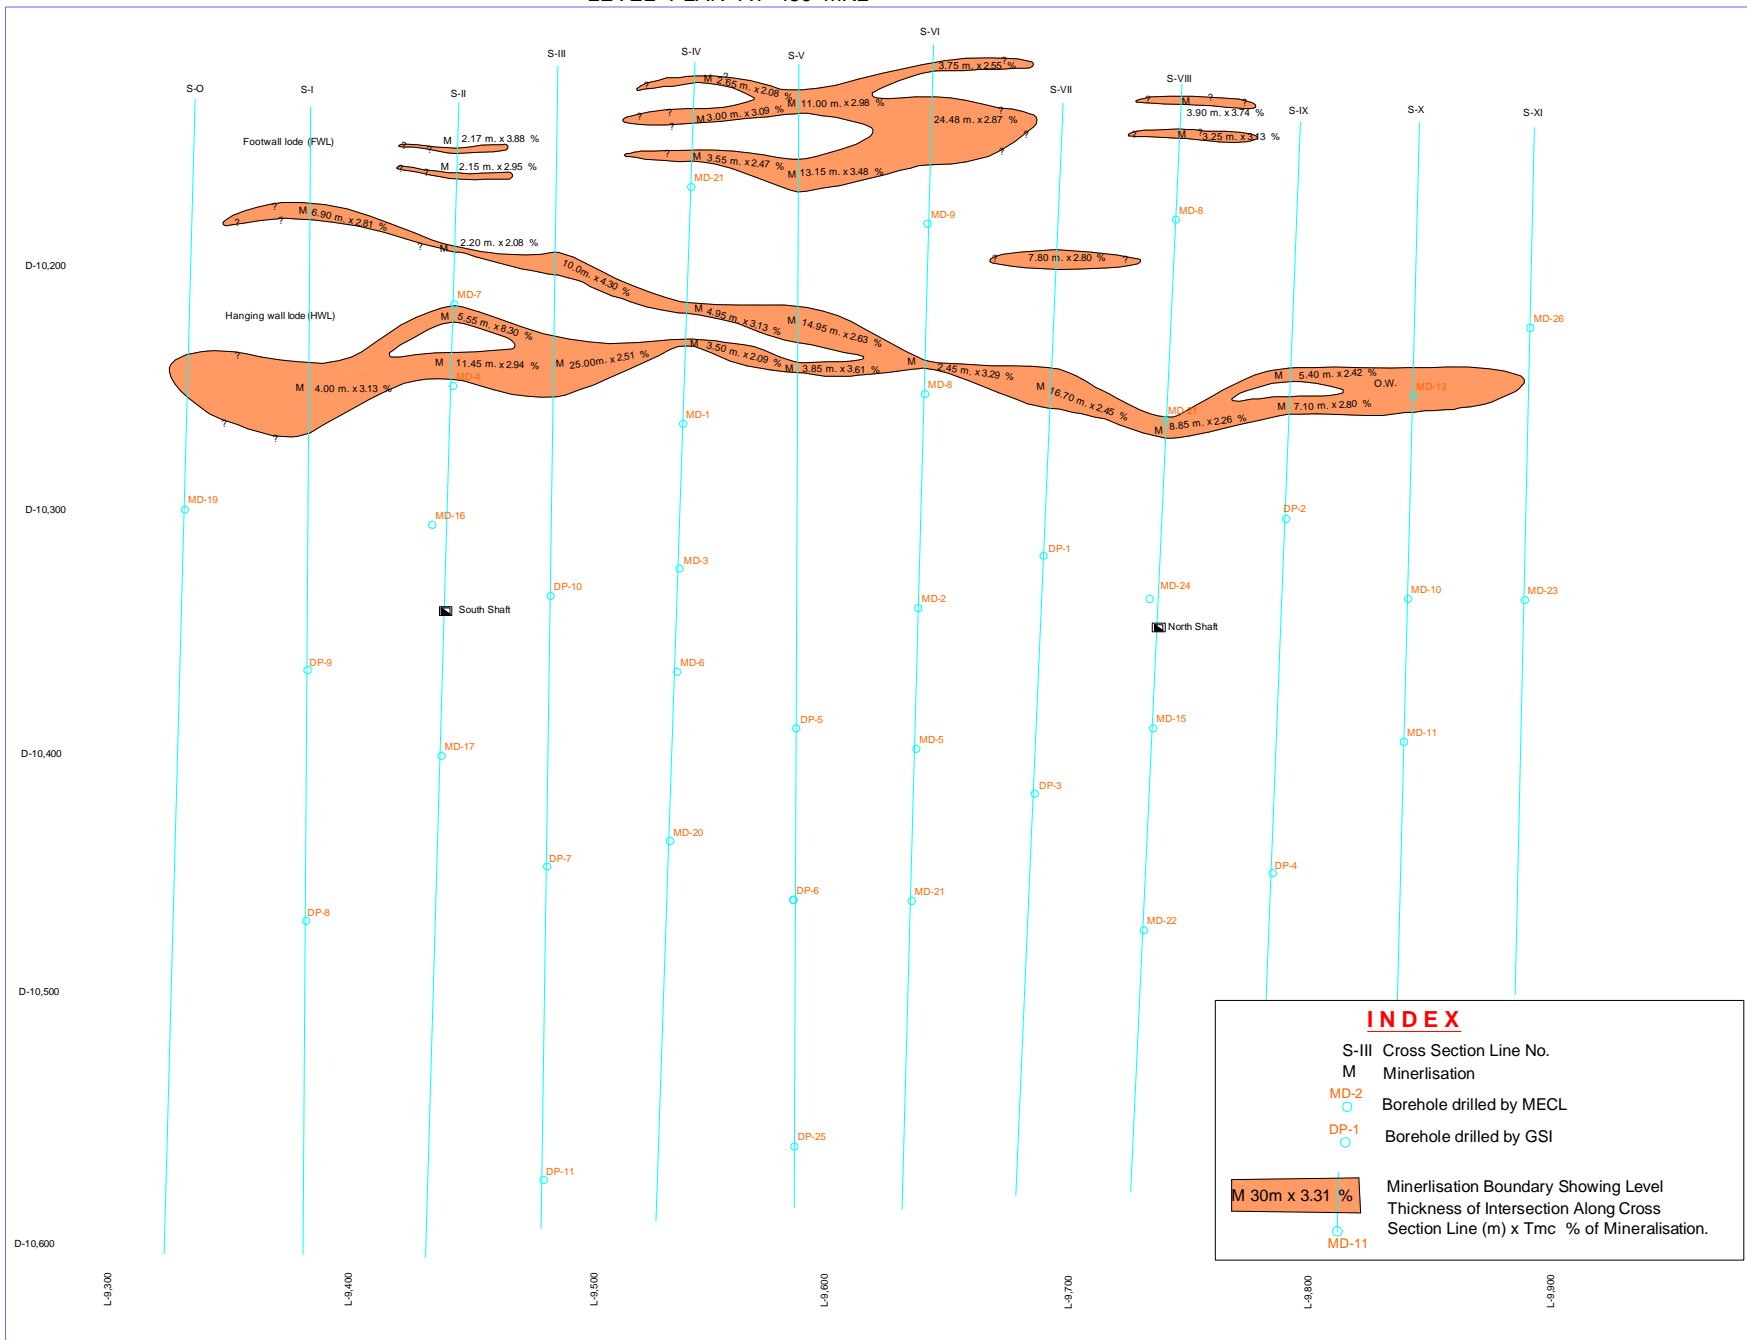 S-O
S-I
S-II
S-III
S-IV
S-V
S-VI
S-VII
S-VIII
S-IX
S-X
S-XI
3.75 m. x 2.55 %
M 2.65 m. x 2.08 %
M 11.00 m. x 2.98 %
M 3.00 m. x 3.09 %
24.48 m. x 2.87 %
M
3.90 m. x 3.74 %
M 3.25 m. x 3.13 %
Footwall lode (FWL)
M 2.17 m. x 3.88 %
M 2.15 m. x 2.95 %
M 3.55 m. x 2.47 %
M 13.15 m. x 3.48 %
MD-21
MD-9
MD-8
M 6.90 m. x 2.81 %
M 2.20 m. x 2.08 %
10.0m. x 4.30 %
7.80 m. x 2.80 %
D-10,200
MD-7
Hanging wall lode (HWL)
M 5.55 m. x 8.30 %
M 4.95 m. x 3.13 %
M 14.95 m. x 2.63 %
MD-26
M 11.45 m. x 2.94 %
M 25.00m. x 2.51 %
M 3.50 m. x 2.09 %
M 3.85 m. x 3.61 %
M 2.45 m. x 3.29 %
M 5.40 m. x 2.42 %
O.W.
MD-4
M 4.00 m. x 3.13 %
MD-8
M 16.70 m. x 2.45 %
MD-13
M 7.10 m. x 2.80 %
MD-1
MD-21
M 8.85 m. x 2.26 %
MD-19
D-10,300
MD-16
DP-2
DP-1
MD-3
DP-10
MD-24
MD-10
MD-23
South Shaft
MD-2
North Shaft
DP-9
MD-6
DP-5
MD-15
D-10,400
MD-17
MD-5
MD-11
DP-3
MD-20
DP-7
DP-4
DP-6
MD-21
DP-8
MD-22
D-10,500
INDEX
S-III Cross Section Line No.
M Minerlisation
MD-2
Borehole drilled by MECL
DP-1
Borehole drilled by GSI
DP-25
DP-11
M 30m x 3.31 %
Minerlisation Boundary Showing Level
Thickness of Intersection Along Cross
Section Line (m) x Tmc % of Mineralisation.
MD-11
D-10,600
L-9,300
L-9,400
L-9,500
L-9,600
L-9,700
L-9,800
L-9,900